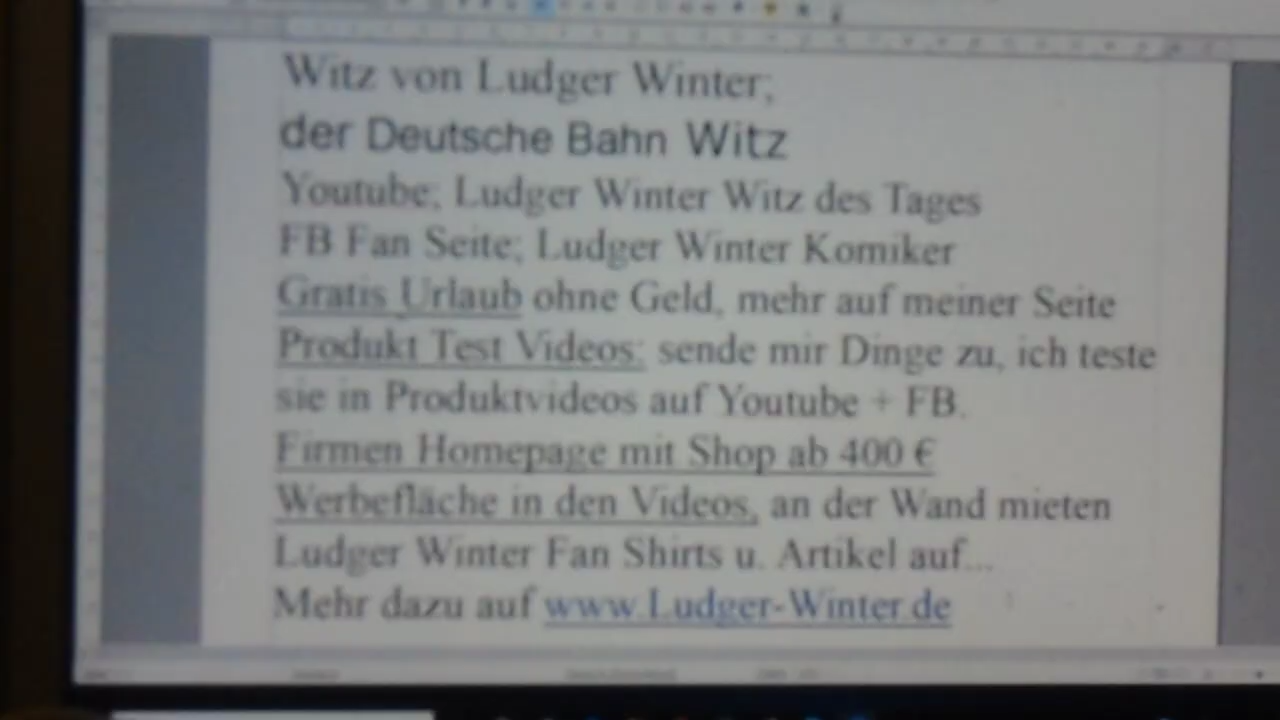 Witz von Ludger Winter;
der Deutsche Bahn Witz
Youtube; Ludger Winter Witz des Tages
FB Fan Seite; Ludger Winter Komiker
Gratis Urlaub ohne Geld, mehr auf meiner Seite
Produkt Test Videos; sende mir Dinge zu, ich teste
sie in Produktvideos auf Youtube + FB.
Firmen Homepage mit Shop ab 400 €
Werbefläche in den Videos, an der Wand mieten
Ludger Winter Fan Shirts u. Artikel auf...
Mehr dazu auf www.Ludger-Winter.de